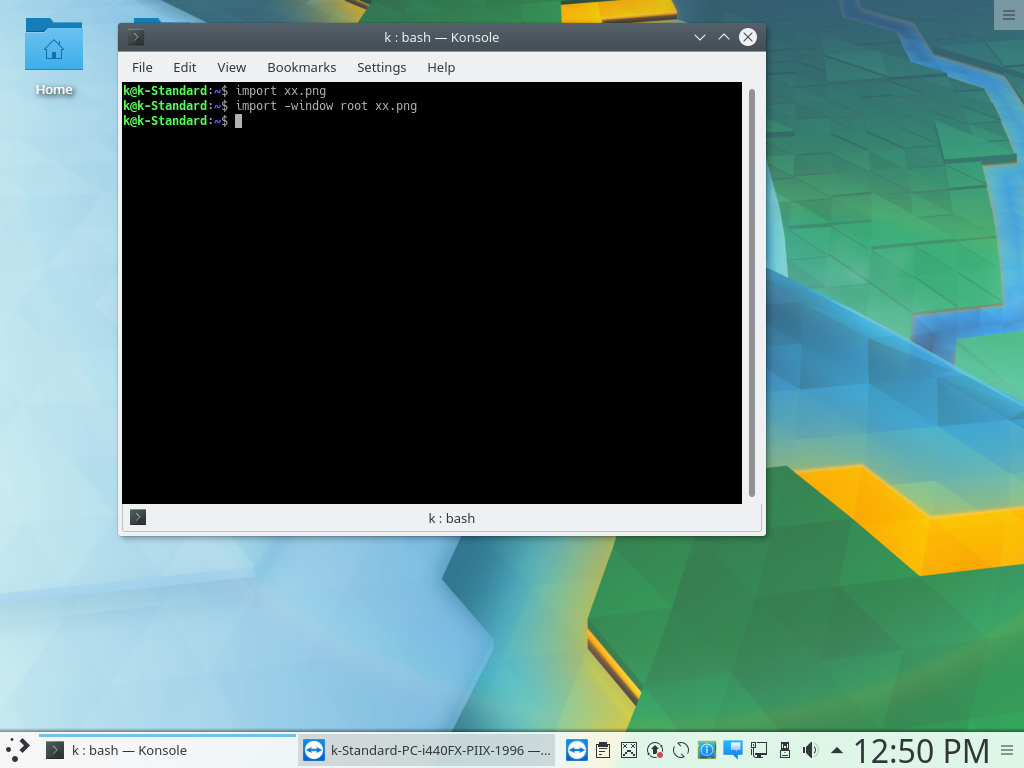 k : bash — Konsole
File Edit View Bookmarks Settings Help
k@k-Standard:~$ import xx.png
k@k-Standard:~$ import -window root xx.png
k@k-Standard:~$
Home
k : bash
k : bash — Konsole
k-Standard-PC-i440FX-PIIX-1996 —...
12:50 PM